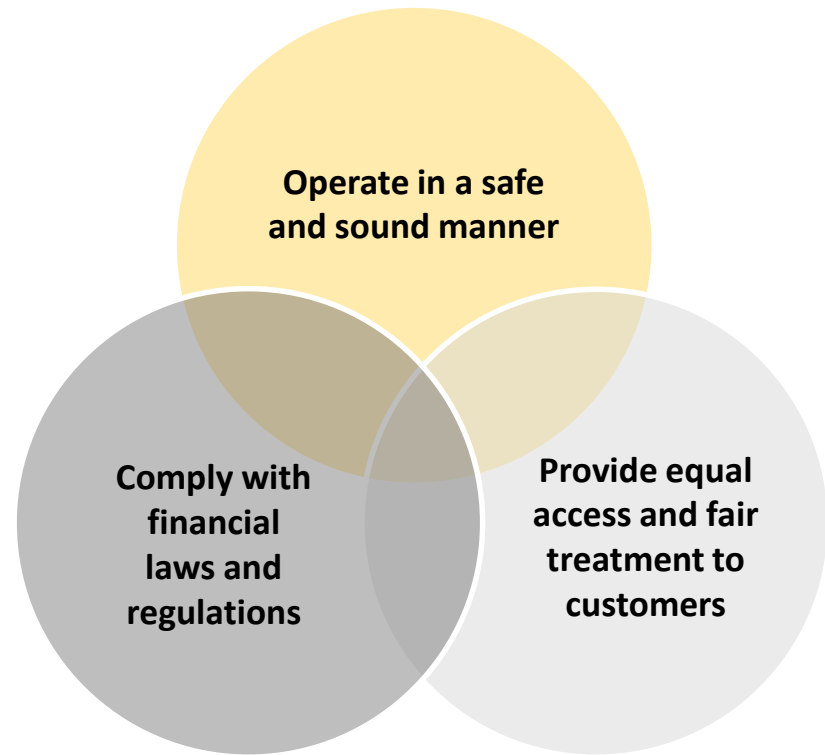 Operate in a safe
and sound manner
Comply with
financial
laws and
regulations
Provide equal
access and fair
treatment to
customers